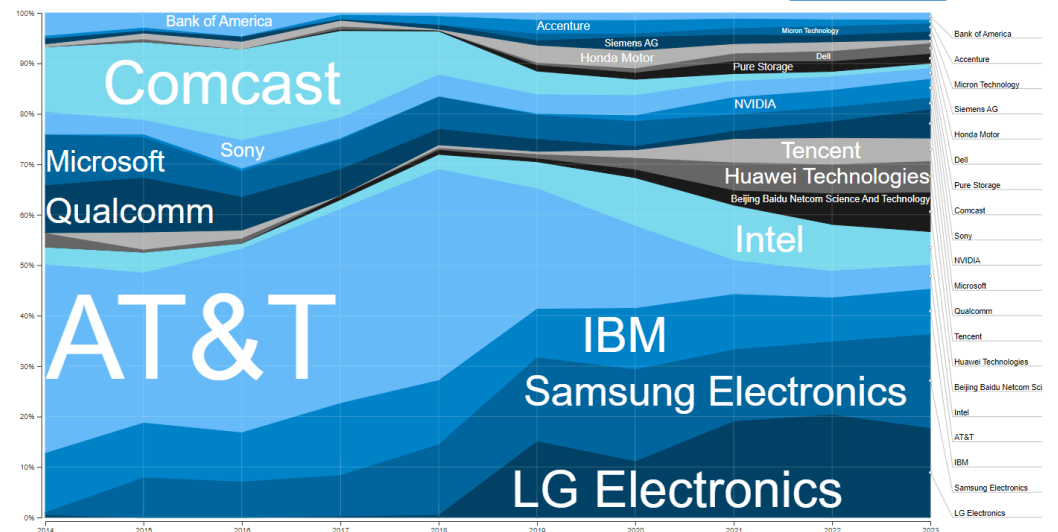 100%
90%
80%
70%
60%
50%
40%
30%
20%
10%
0%
2014
2015
2016
2017
2018
2019
2020
2021
2022
2023
Bank of America
Accenture
Micron Technology
Siemens AG
Honda Motor
Dell
Pure Storage
Comcast
NVIDIA
Sony
Microsoft
Tencent
Huawei Technologies
Beijing Baidu Netcom Science And Technology
Qualcomm
Intel
AT&T
IBM
Samsung Electronics
LG Electronics
Bank of America
Accenture
Micron Technology
Siemens AG
Honda Motor
Dell
Pure Storage
Comcast
Sony
NVIDIA
Microsoft
Qualcomm
Tencent
Huawei Technologies
Beijing Baidu Netcom Sci
Intel
AT&T
IBM
Samsung Electronics
LG Electronics